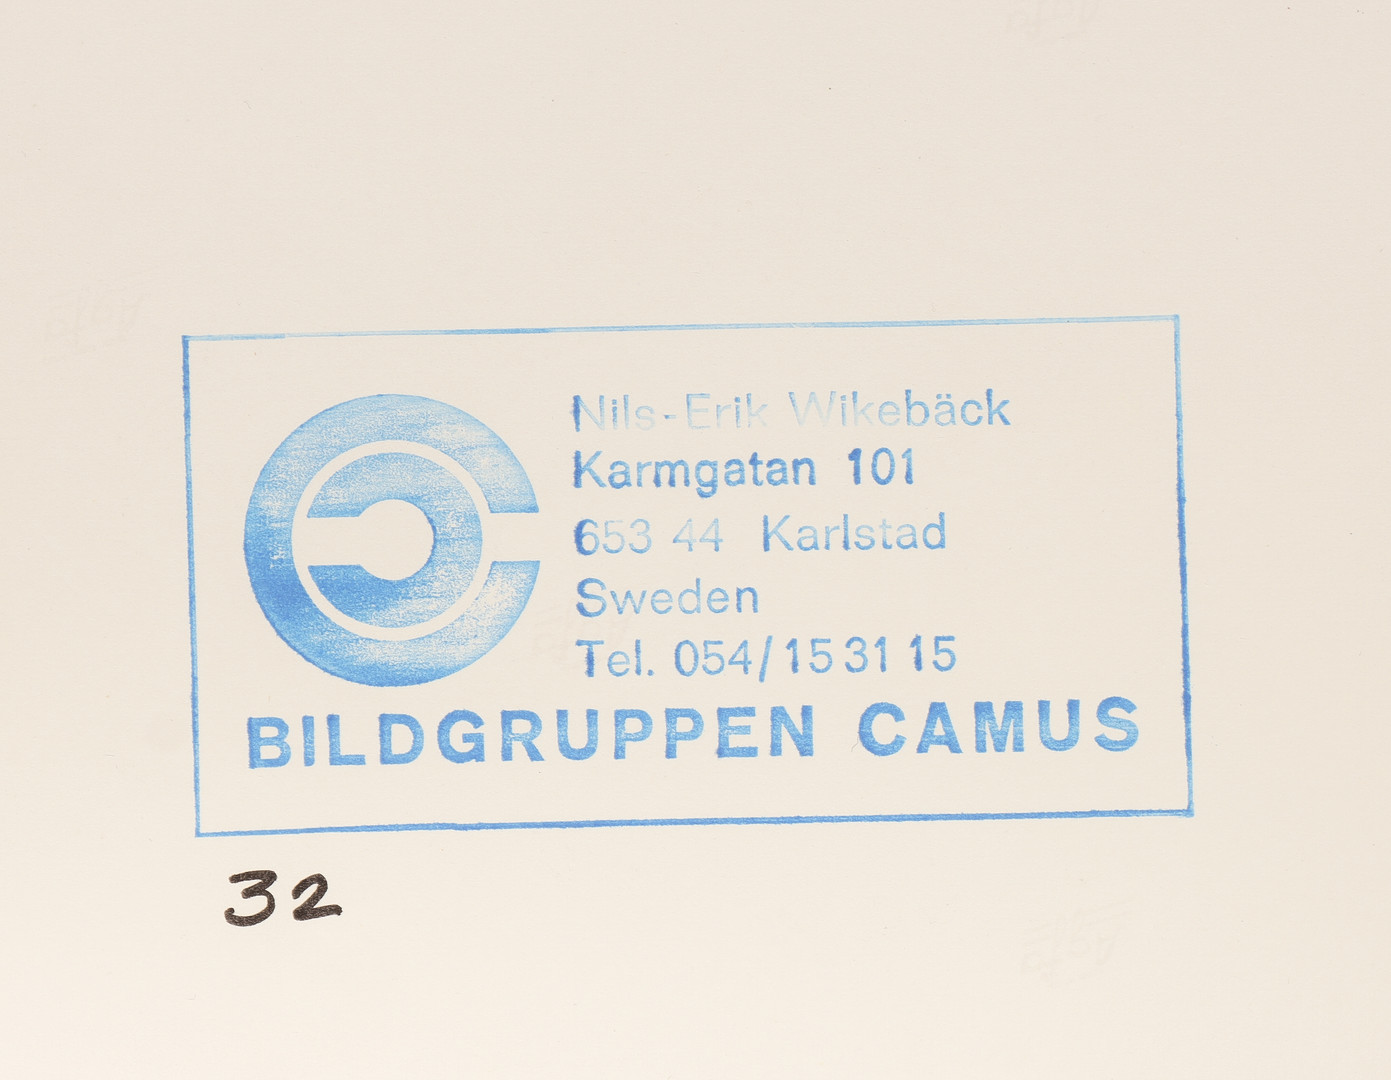 Nils-Erik Wikebäck
Karmgatan 101
653 44 Karlstad
Sweden
Tel. 054/15 31 15
BILDGRUPPEN CAMUS
32